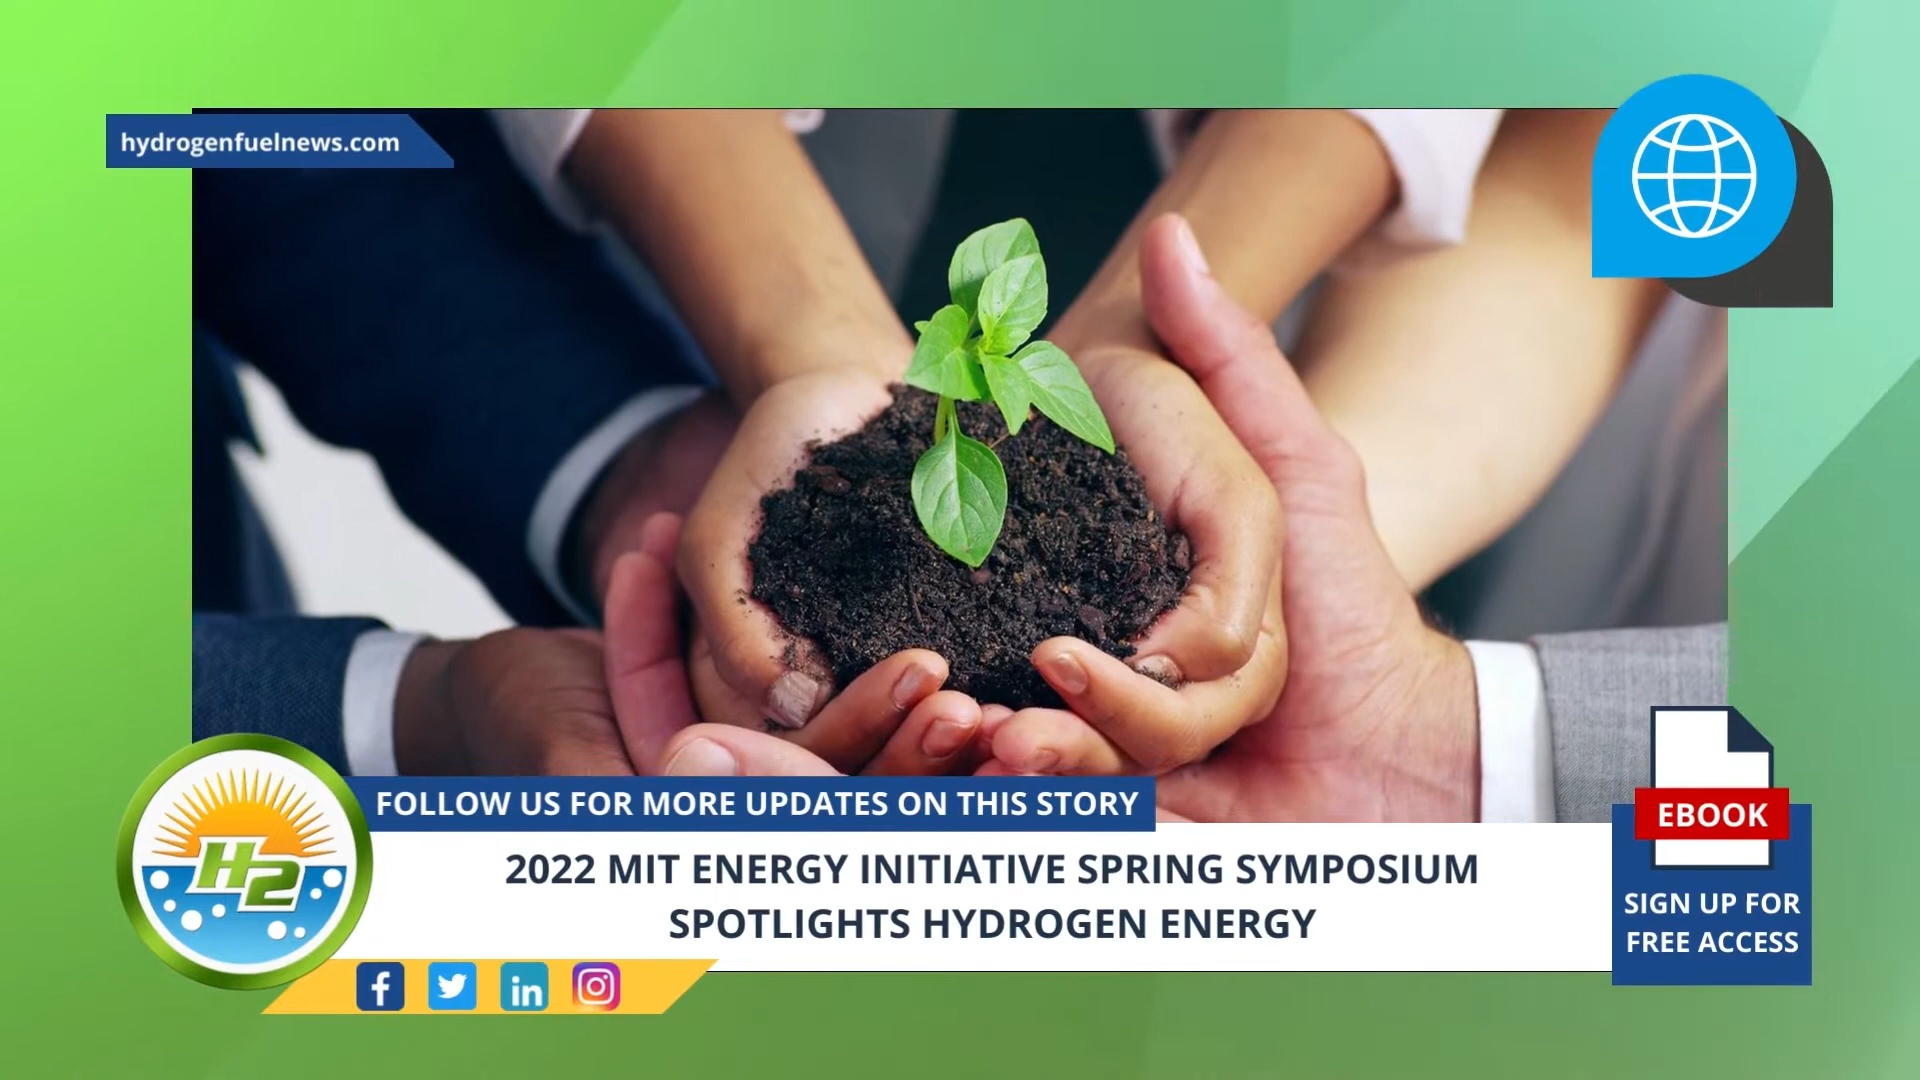 hydrogenfuelnews.com
FOLLOW US FOR MORE UPDATES ON THIS STORY
2022 MIT ENERGY INITIATIVE SPRING SYMPOSIUM
SPOTLIGHTS HYDROGEN ENERGY
H2
EBOOK
SIGN UP FOR
FREE ACCESS
f
in